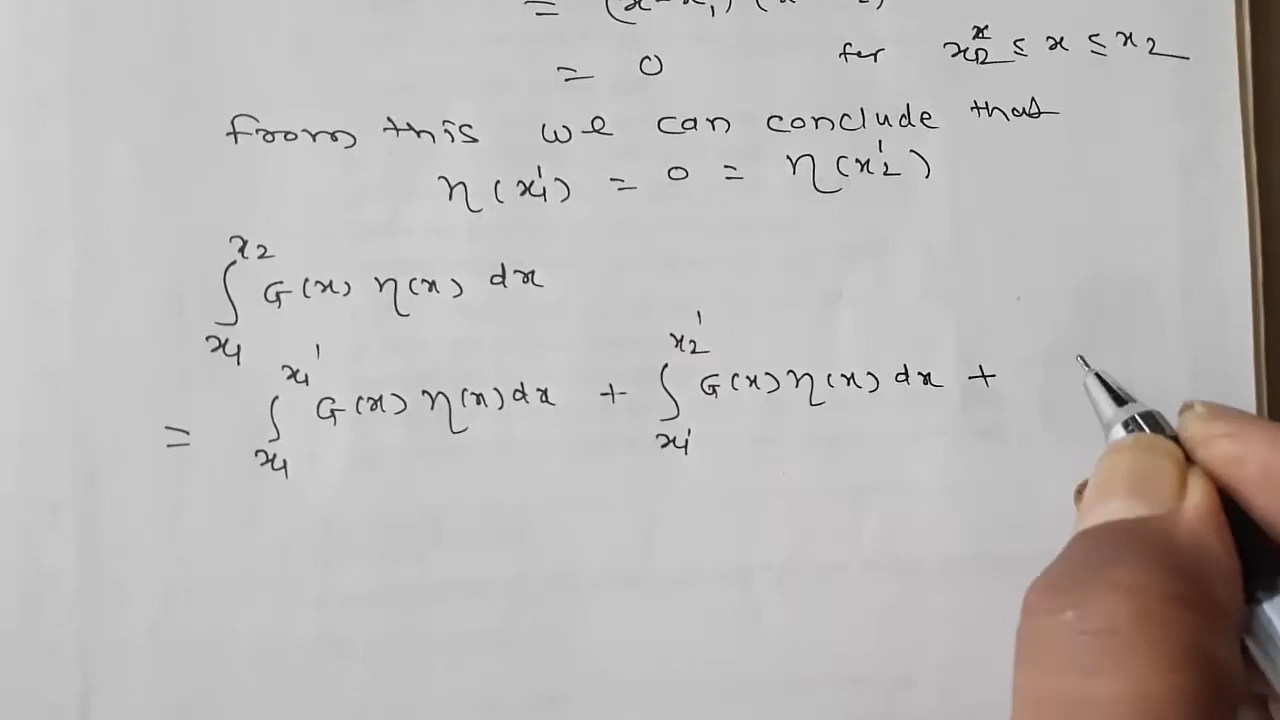 = (x-x₁) (x
= 0 for x₂ ≤ x ≤ x₂
From this we can conclude that
η(x₁') = 0 = η(x₂')
∫_{x₁}^{x₂} G(x) η(x) dx
= ∫_{x₁}^{x₁'} G(x) η(x) dx + ∫_{x₁'}^{x₂'} G(x) η(x) dx +